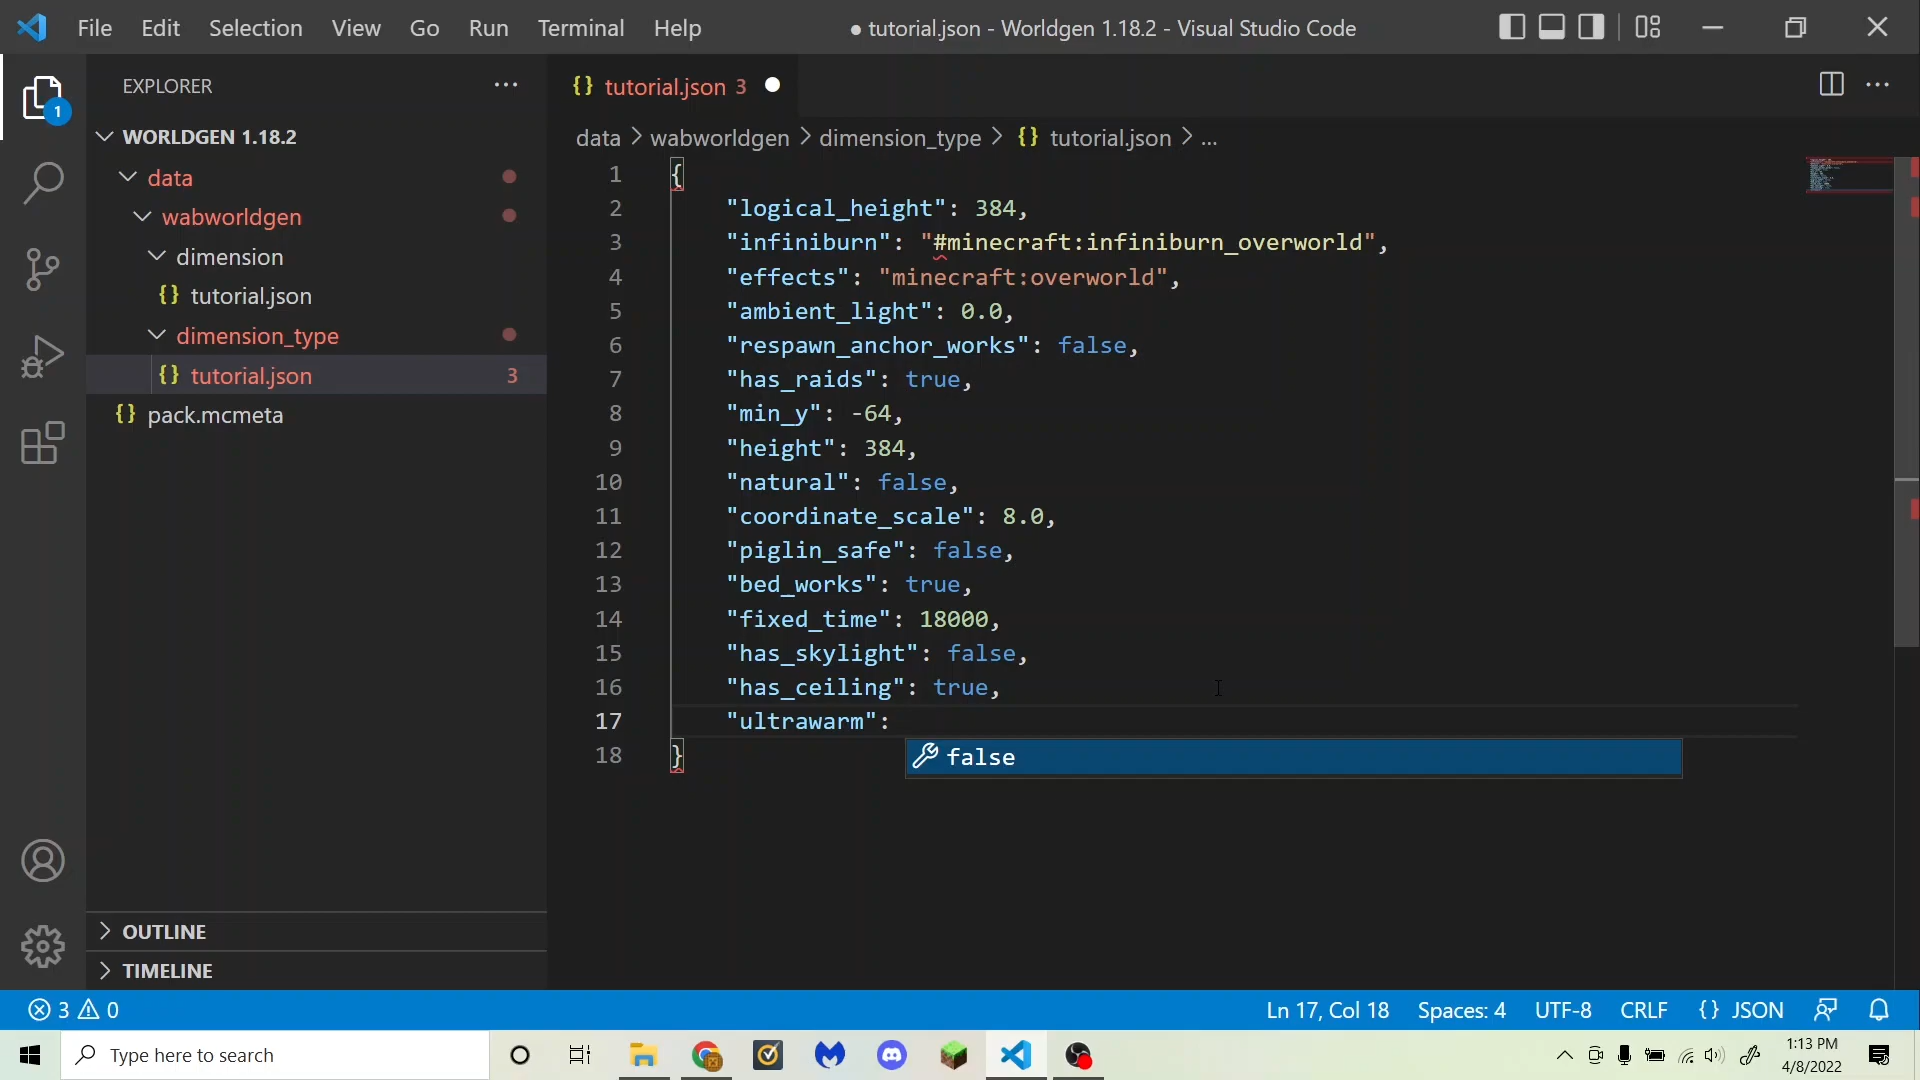 File Edit Selection View Go Run Terminal Help ● tutorial.json - Worldgen 1.18.2 - Visual Studio Code
EXPLORER ...
1
WORLDGEN 1.18.2
data
wabworldgen
dimension
{} tutorial.json
dimension_type
{} tutorial.json 3
{} pack.mcmeta
OUTLINE
TIMELINE
{} tutorial.json 3 ● ...
data > wabworldgen > dimension_type > {} tutorial.json > ...
1 {
2 "logical_height": 384,
3 "infiniburn": "#minecraft:infiniburn_overworld",
4 "effects": "minecraft:overworld",
5 "ambient_light": 0.0,
6 "respawn_anchor_works": false,
7 "has_raids": true,
8 "min_y": -64,
9 "height": 384,
10 "natural": false,
11 "coordinate_scale": 8.0,
12 "piglin_safe": false,
13 "bed_works": true,
14 "fixed_time": 18000,
15 "has_skylight": false,
16 "has_ceiling": true,
17 "ultrawarm":
false
18 }
3 0 Ln 17, Col 18 Spaces: 4 UTF-8 CRLF {} JSON
Type here to search
1:13 PM
4/8/2022